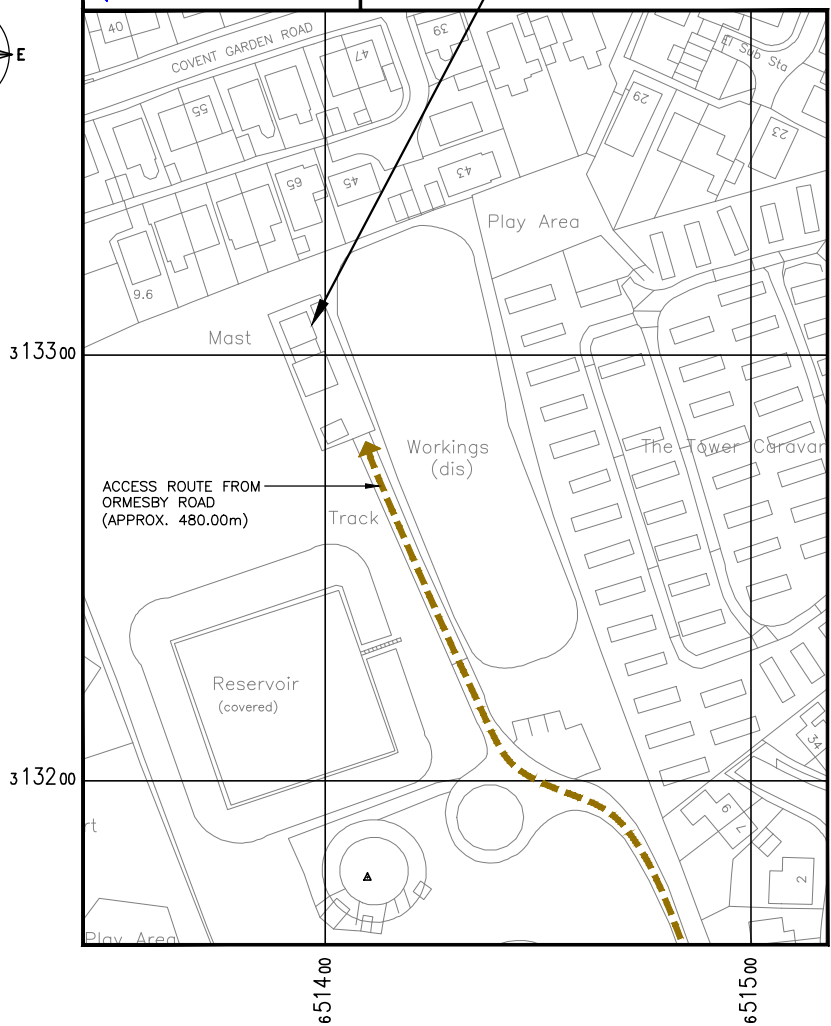 40
COVENT GARDEN ROAD
39
El Sub Sta
47
E
55
29
23
65
45
43
Play Area
9.6
Mast
313300
Workings
(dis)
The Tower Caravan
ACCESS ROUTE FROM
ORMESBY ROAD
(APPROX. 480.00m)
Track
Reservoir
(covered)
34
313200
6
7
rt
2
Play Area
651400
651500